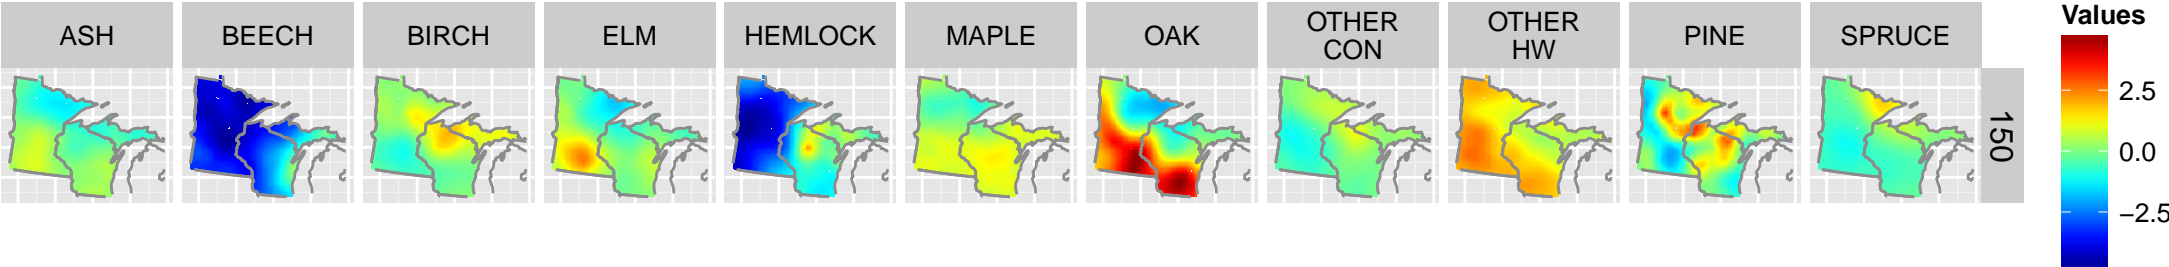 ASH
BEECH
BIRCH
ELM
HEMLOCK
MAPLE
OAK
OTHER
CON
OTHER
HW
PINE
SPRUCE
150
Values
2.5
0.0
−2.5